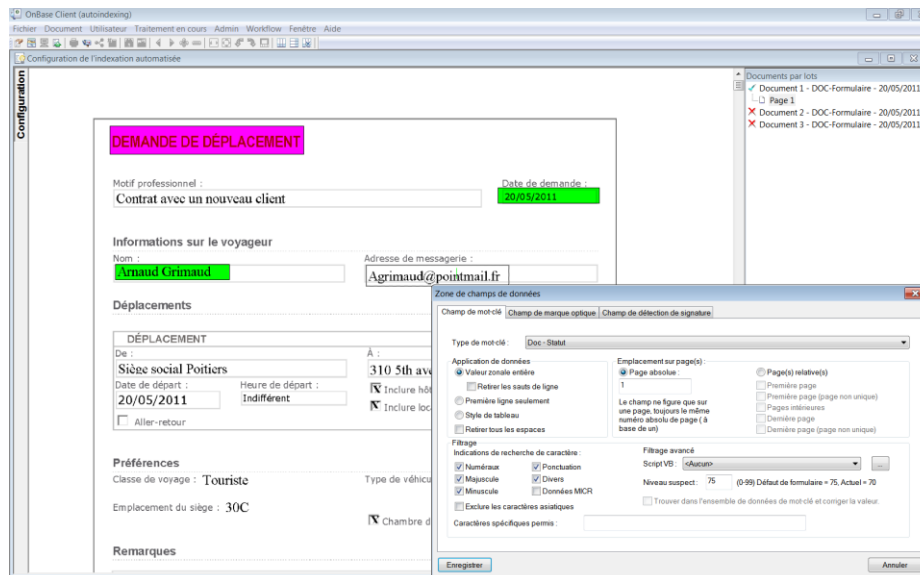 OnBase Client (autoindexing)
Fichier Document Utilisateur Traitement en cours Admin Workflow Fenêtre Aide
Configuration de l'indexation automatisée
Configuration
Documents par lots
Document 1 - DOC-Formulaire - 20/05/2011
Page 1
Document 2 - DOC-Formulaire - 20/05/2011
Document 3 - DOC-Formulaire - 20/05/2011
DEMANDE DE DÉPLACEMENT
Motif professionnel :
Date de demande :
Contrat avec un nouveau client
20/05/2011
Informations sur le voyageur
Nom :
Adresse de messagerie :
Arnaud Grimaud
Agrimaud@pointmail.fr
Déplacements
DÉPLACEMENT
De :
À :
Siège social Poitiers
310 5th av
Date de départ :
Heure de départ :
Inclure hôt
20/05/2011
Indifférent
Inclure loc
Aller-retour
Préférences
Classe de voyage : Touriste
Type de véhicu
Emplacement du siège : 30C
Chambre d
Remarques
Zone de champs de données
Champ de mot-clé Champ de marque optique Champ de détection de signature
Type de mot-clé : Doc - Statut
Application de données
Valeur zonale entière
Retirer les sauts de ligne
Première ligne seulement
Style de tableau
Retirer tous les espaces
Emplacement sur page(s) :
Page absolue :
1
Le champ ne figure que sur
une page, toujours le même
numéro absolu de page ( à
base de un)
Page(s) relative(s)
Première page
Première page (page non unique)
Pages intérieures
Dernière page
Dernière page (page non unique)
Filtrage
Indications de recherche de caractère :
Numéraux
Ponctuation
Majuscule
Divers
Minuscule
Données MICR
Exclure les caractères asiatiques
Caractères spécifiques permis :
Filtrage avancé
Script VB : <Aucun>
...
Niveau suspect : 75 (0-99) Défaut de formulaire = 75, Actuel = 70
Trouver dans l'ensemble de données de mot-clé et corriger la valeur.
Enregistrer
Annuler